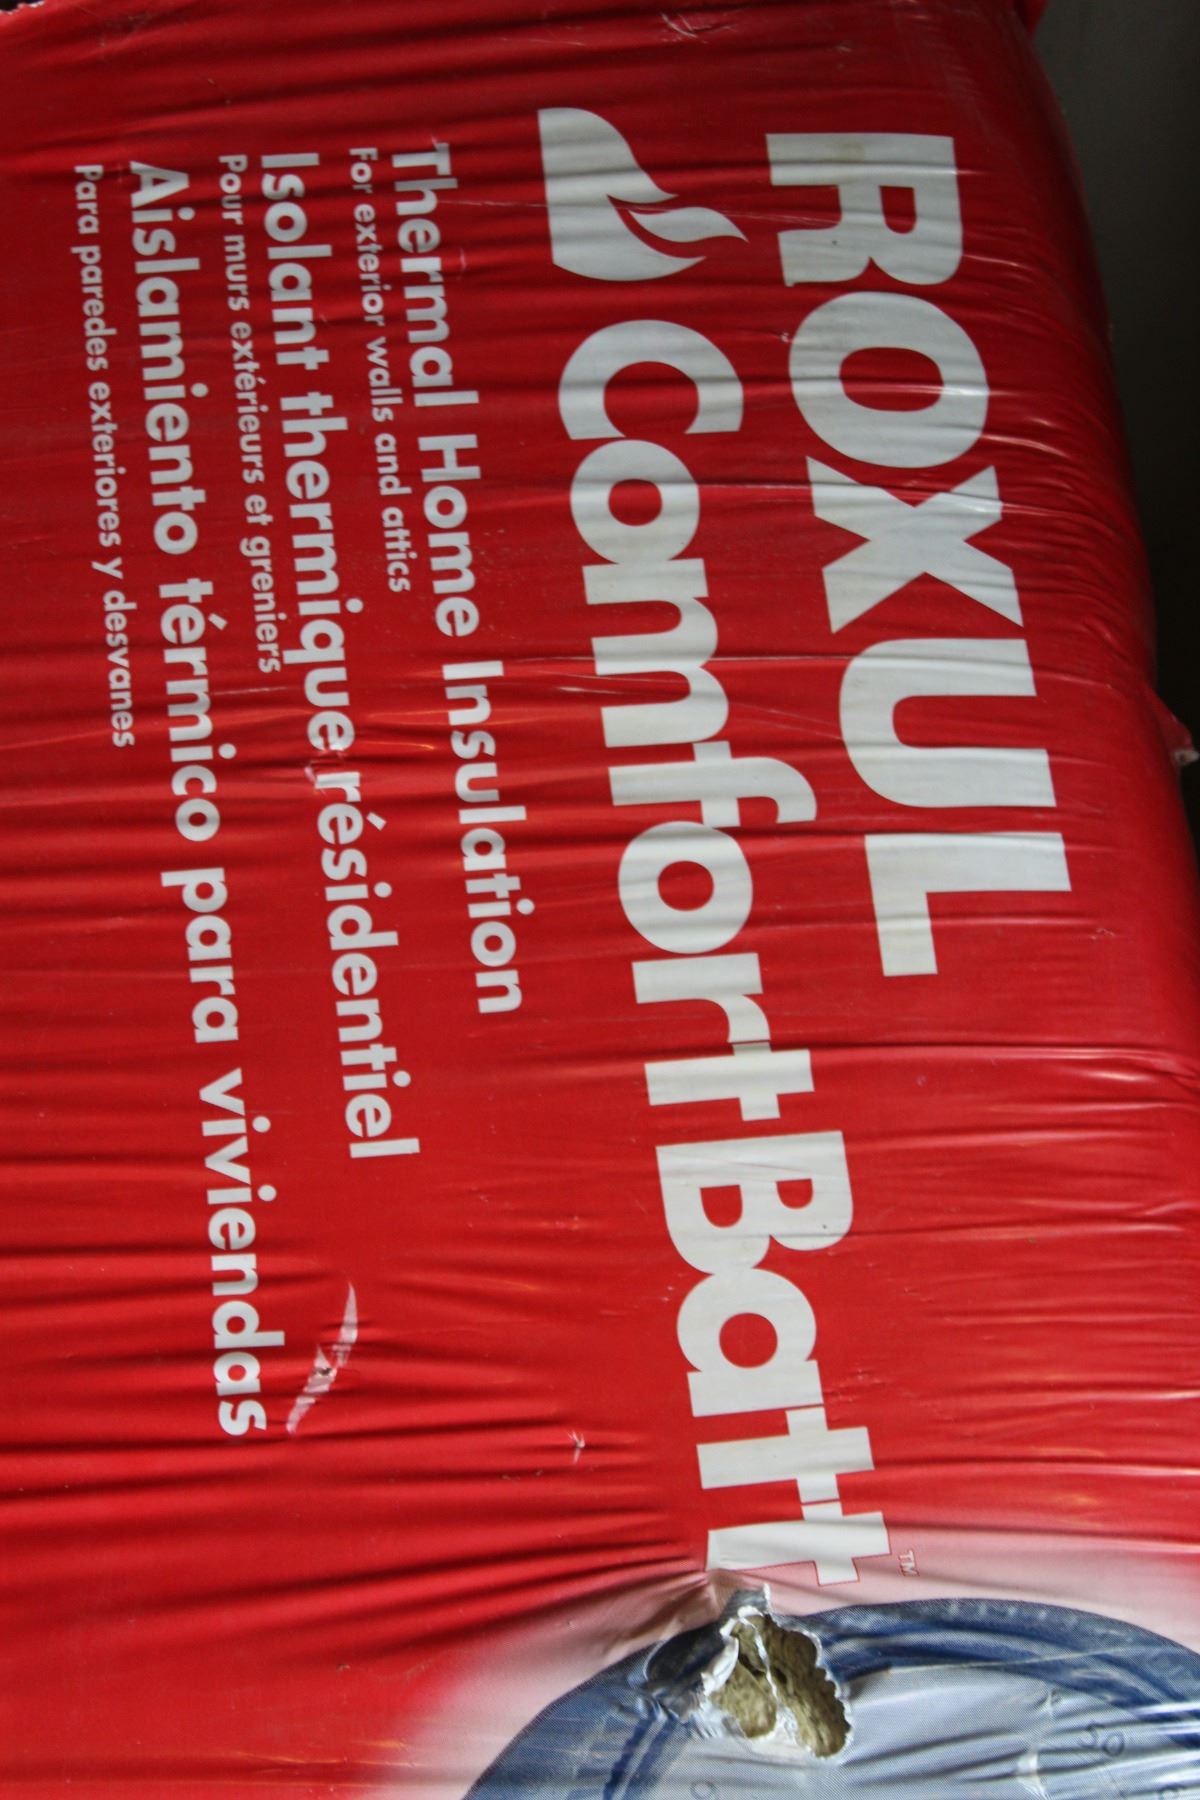 ROXUL
ComfortBatt™
Thermal Home Insulation
For exterior walls and attics
Isolant thermique résidentiel
Pour murs extérieurs et greniers
Aislamiento térmico para viviendas
Para paredes exteriores y desvanes
50